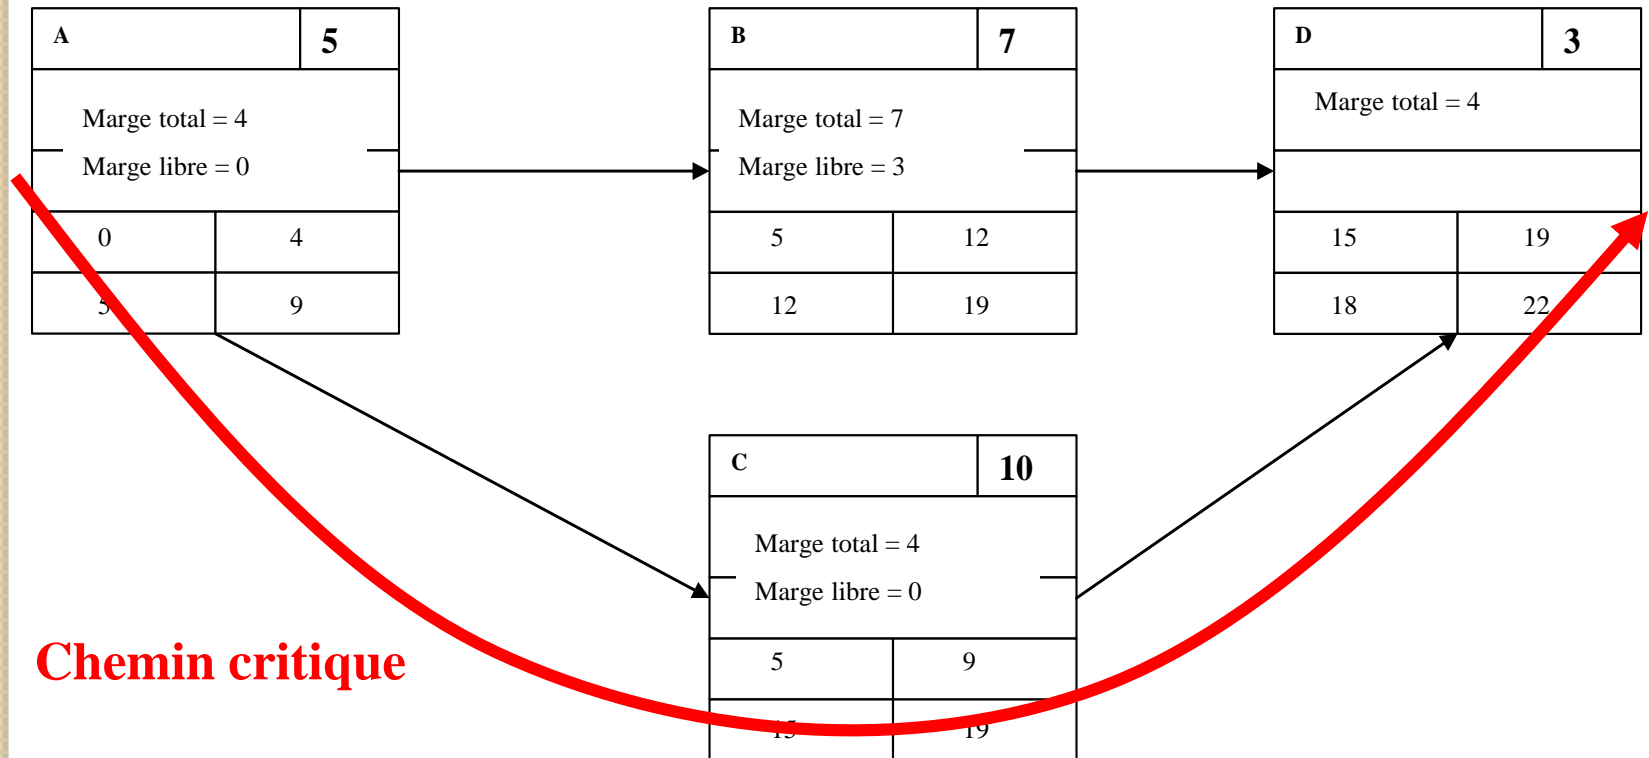 A 5
Marge total = 4
Marge libre = 0
0 4
5 9
B 7
Marge total = 7
Marge libre = 3
5 12
12 19
D 3
Marge total = 4
15 19
18 22
C 10
Marge total = 4
Marge libre = 0
5 9
15 19
Chemin critique